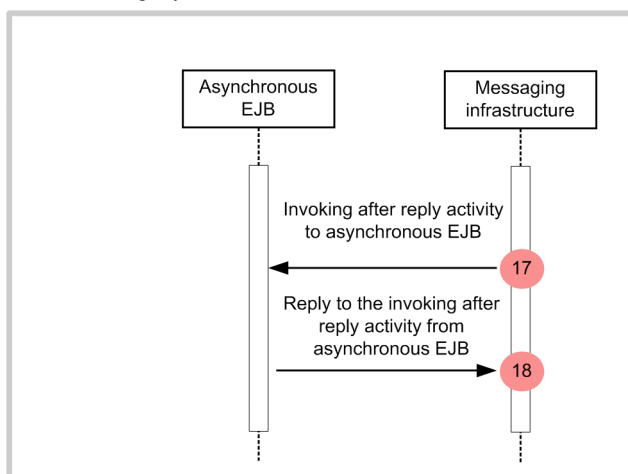 Asynchronous
EJB
Messaging
infrastructure
Invoking after reply activity
to asynchronous EJB
17
Reply to the invoking after
reply activity from
asynchronous EJB
18